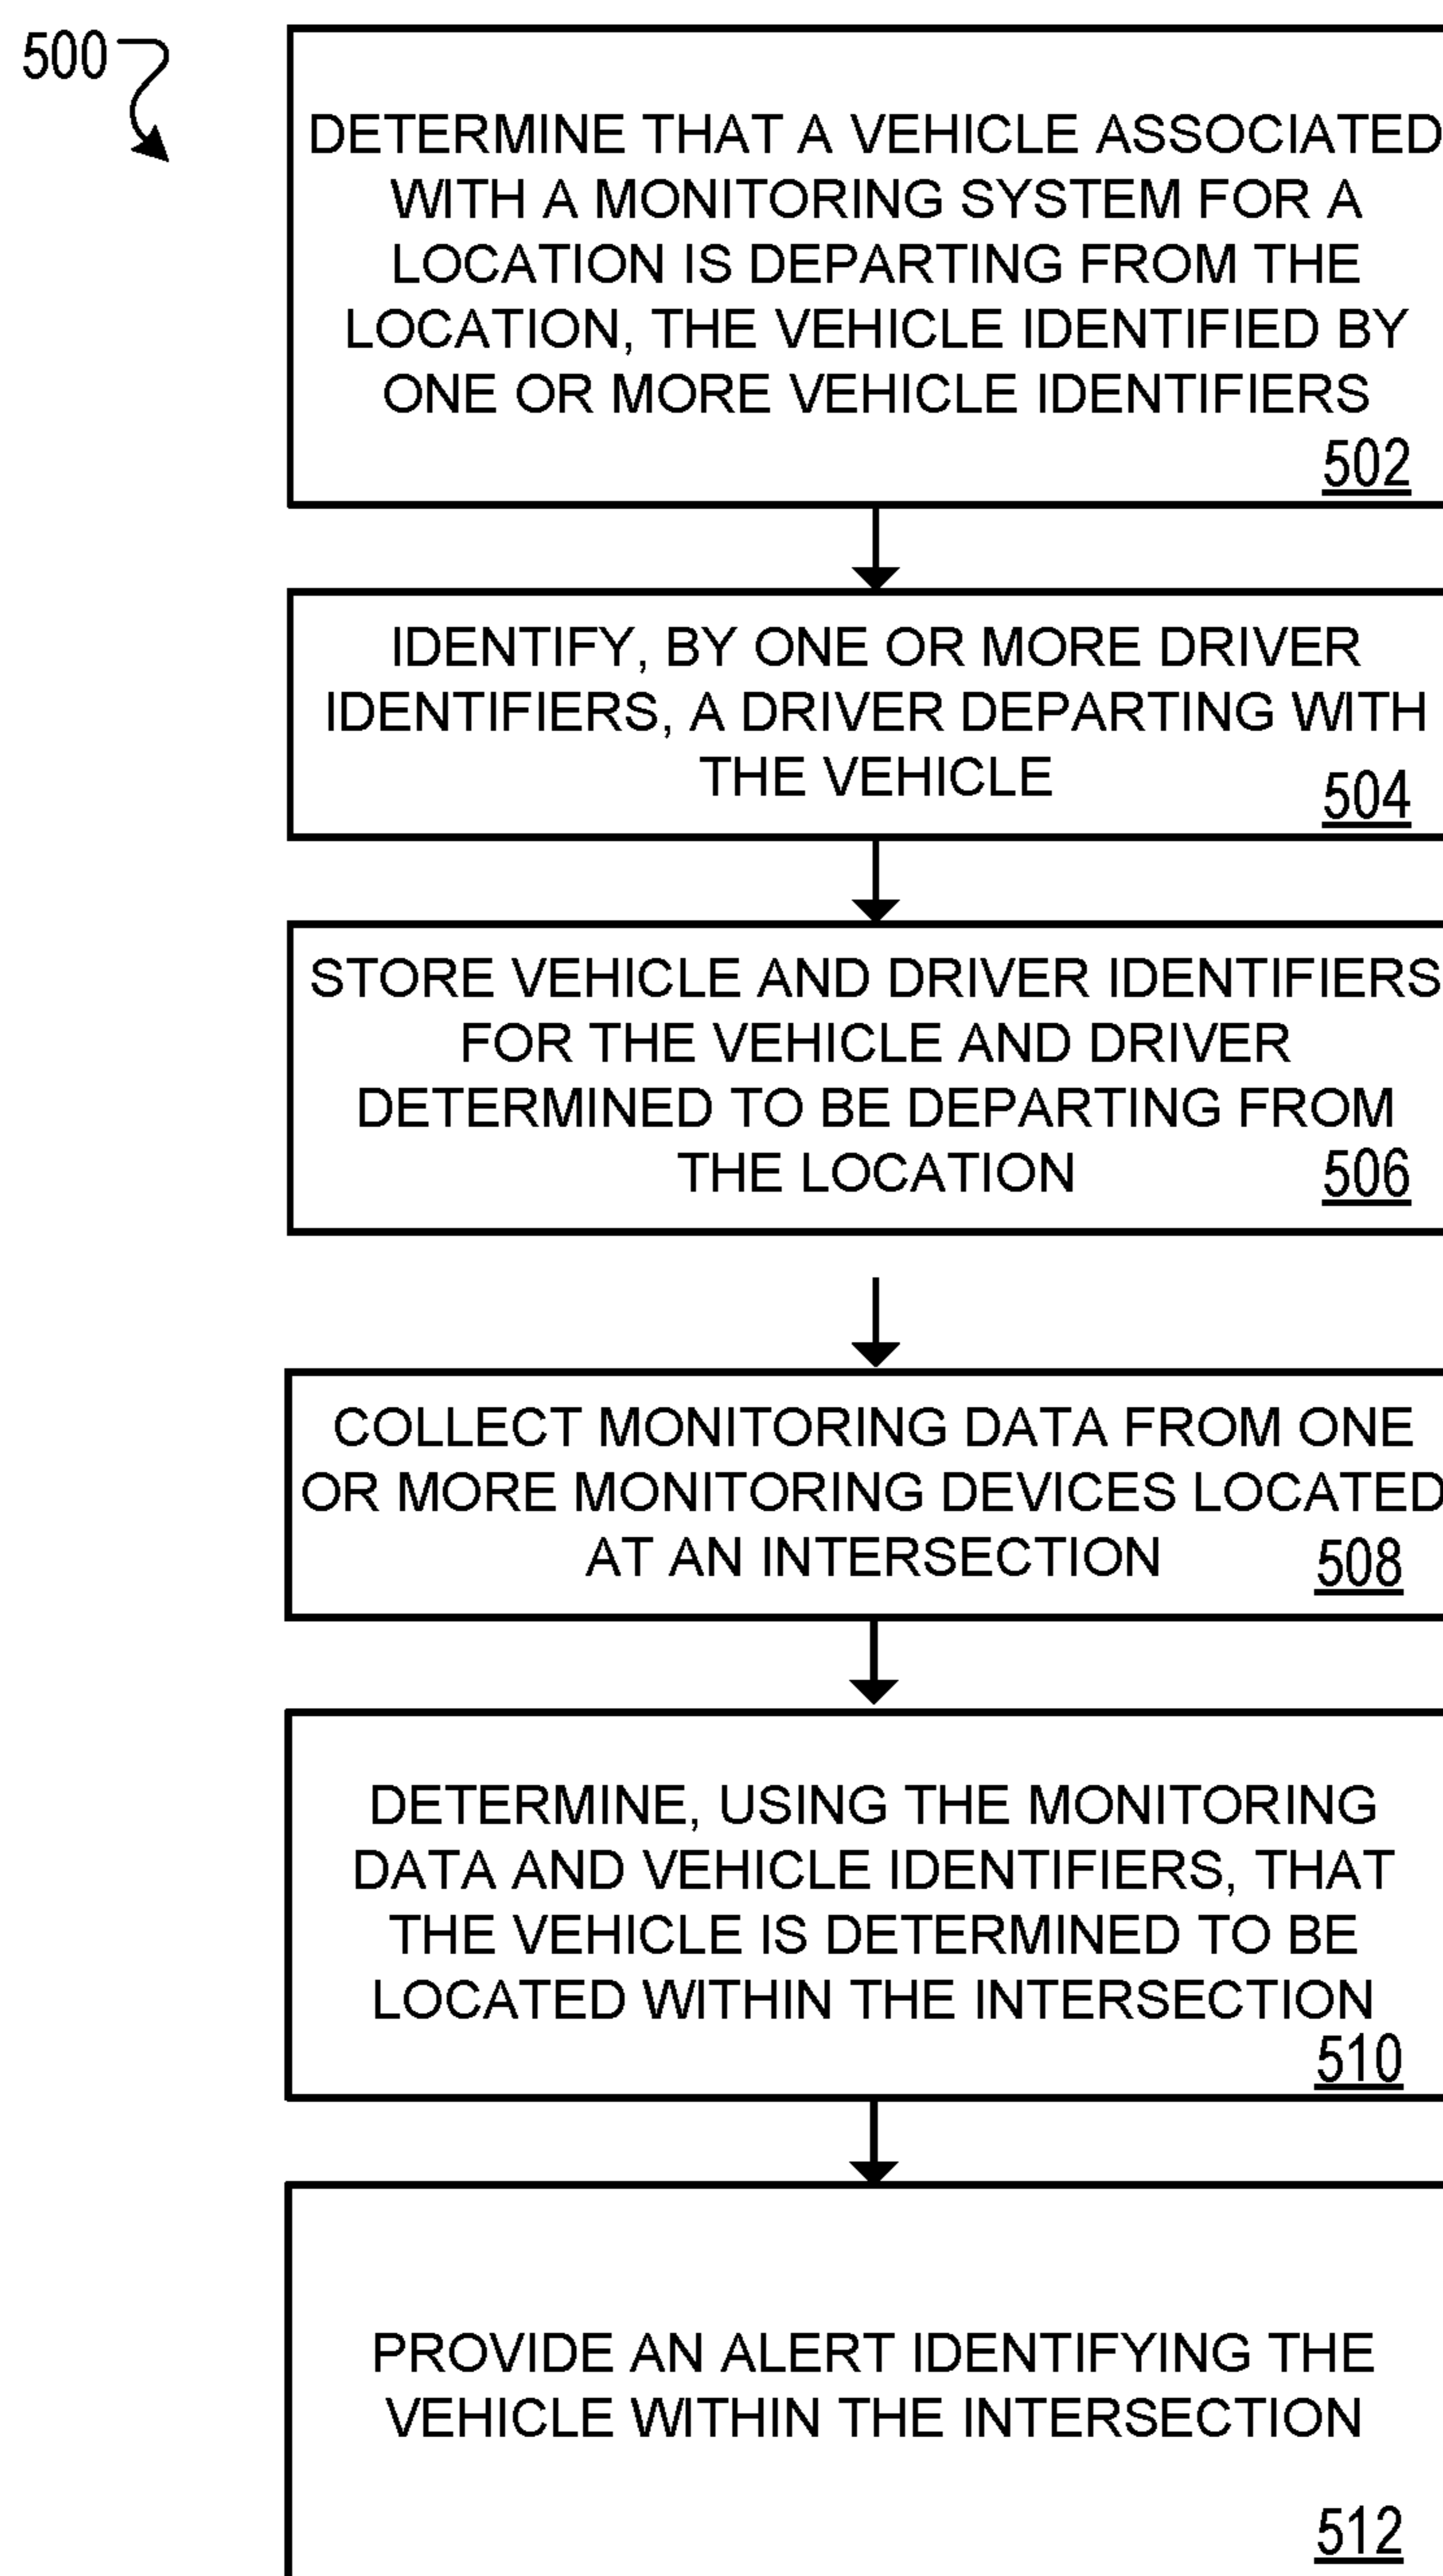 500
DETERMINE THAT A VEHICLE ASSOCIATED
WITH A MONITORING SYSTEM FOR A
LOCATION IS DEPARTING FROM THE
LOCATION, THE VEHICLE IDENTIFIED BY
ONE OR MORE VEHICLE IDENTIFIERS
502
IDENTIFY, BY ONE OR MORE DRIVER
IDENTIFIERS, A DRIVER DEPARTING WITH
THE VEHICLE
504
STORE VEHICLE AND DRIVER IDENTIFIERS
FOR THE VEHICLE AND DRIVER
DETERMINED TO BE DEPARTING FROM
THE LOCATION
506
COLLECT MONITORING DATA FROM ONE
OR MORE MONITORING DEVICES LOCATED
AT AN INTERSECTION
508
DETERMINE, USING THE MONITORING
DATA AND VEHICLE IDENTIFIERS, THAT
THE VEHICLE IS DETERMINED TO BE
LOCATED WITHIN THE INTERSECTION
510
PROVIDE AN ALERT IDENTIFYING THE
VEHICLE WITHIN THE INTERSECTION
512